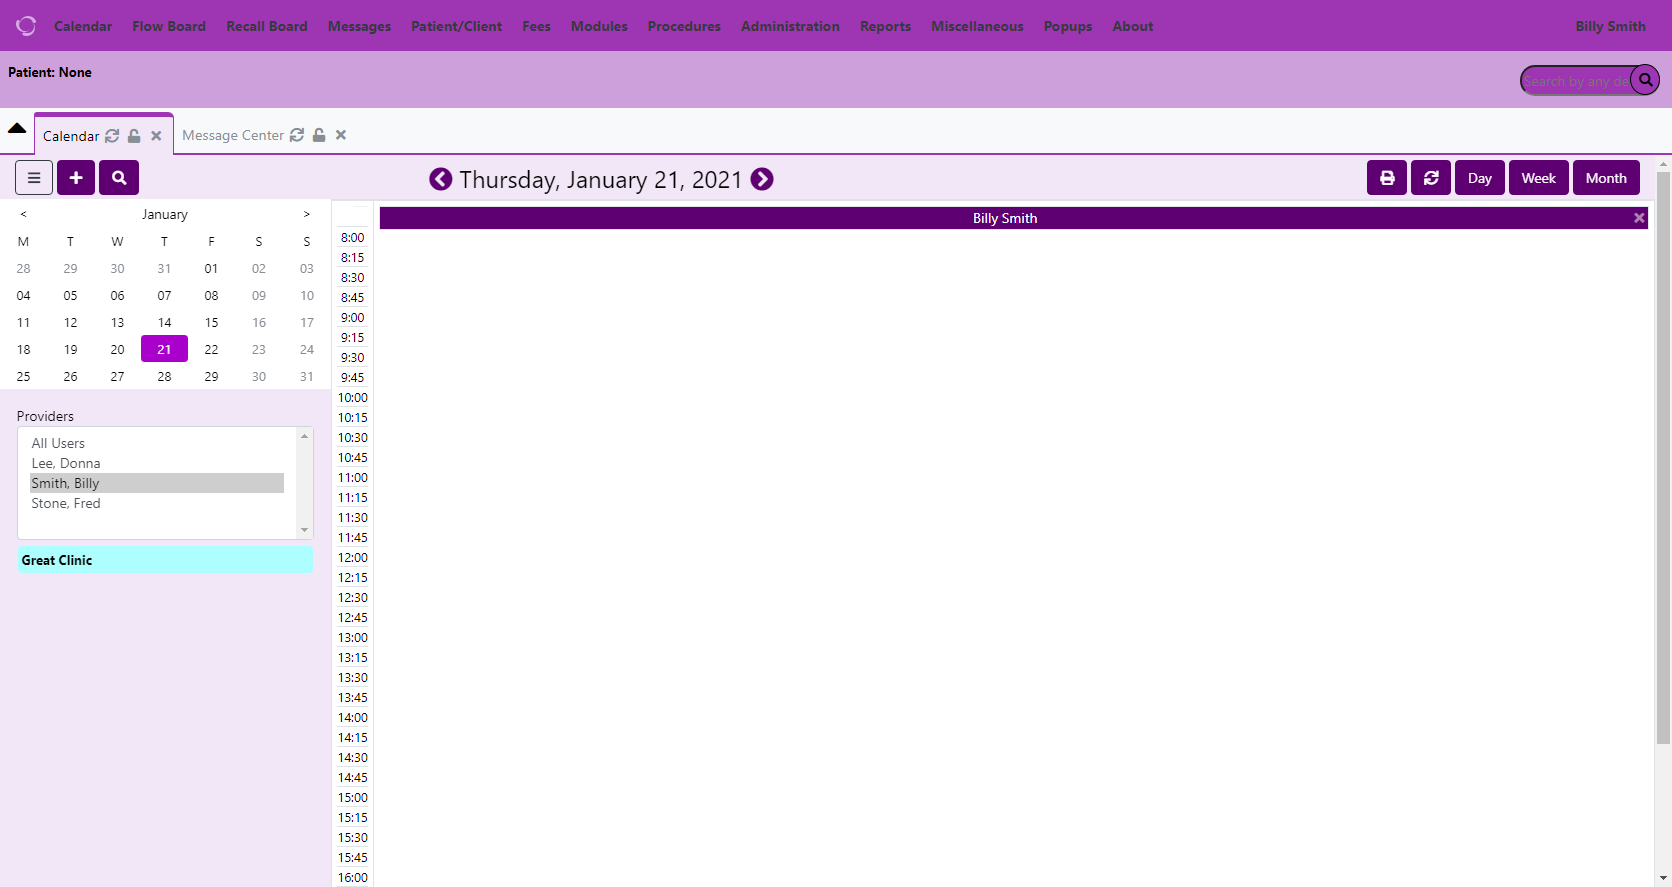 Calendar Flow Board Recall Board Messages Patient/Client Fees Modules Procedures Administration Reports Miscellaneous Popups About Billy Smith
Patient: None
Search by any de
Calendar Message Center
Thursday, January 21, 2021
Day Week Month
< January >
M T W T F S S
28 29 30 31 01 02 03
04 05 06 07 08 09 10
11 12 13 14 15 16 17
18 19 20 21 22 23 24
25 26 27 28 29 30 31
Providers
All Users
Lee, Donna
Smith, Billy
Stone, Fred
Great Clinic
Billy Smith
8:00
8:15
8:30
8:45
9:00
9:15
9:30
9:45
10:00
10:15
10:30
10:45
11:00
11:15
11:30
11:45
12:00
12:15
12:30
12:45
13:00
13:15
13:30
13:45
14:00
14:15
14:30
14:45
15:00
15:15
15:30
15:45
16:00